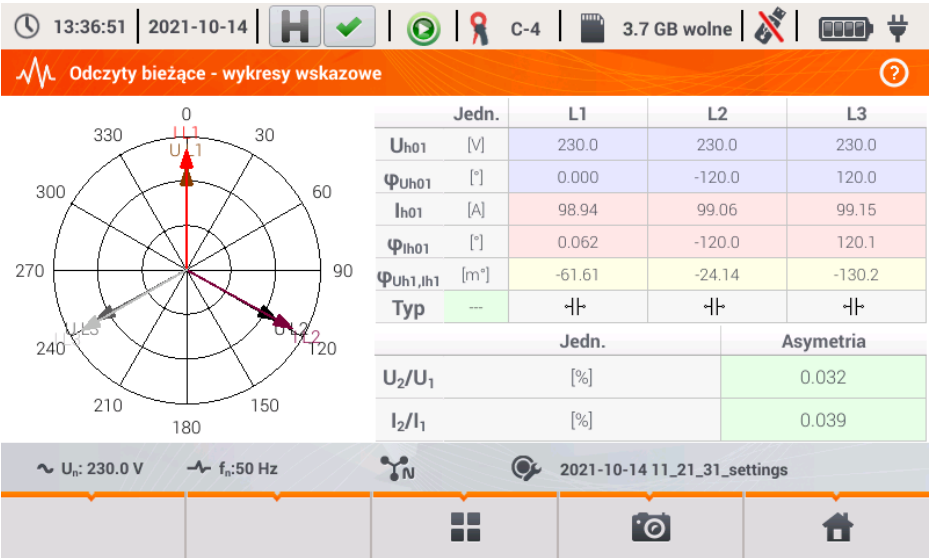 13:36:51 2021-10-14 H C-4 3.7 GB wolne
Odczyty bieżące - wykresy wskazowe ?
0
330 30
300 60
270 90
240 120
210 150
180
UL1
L2
Jedn. L1 L2 L3
Uh01 [V] 230.0 230.0 230.0
φUh01 [°] 0.000 -120.0 120.0
Ih01 [A] 98.94 99.06 99.15
φIh01 [°] 0.062 -120.0 120.1
φUh1,Ih1 [m°] -61.61 -24.14 -130.2
Typ ---
Jedn. Asymetria
U₂/U₁ [%] 0.032
I₂/I₁ [%] 0.039
Uₙ: 230.0 V fₙ:50 Hz N 2021-10-14 11_21_31_settings